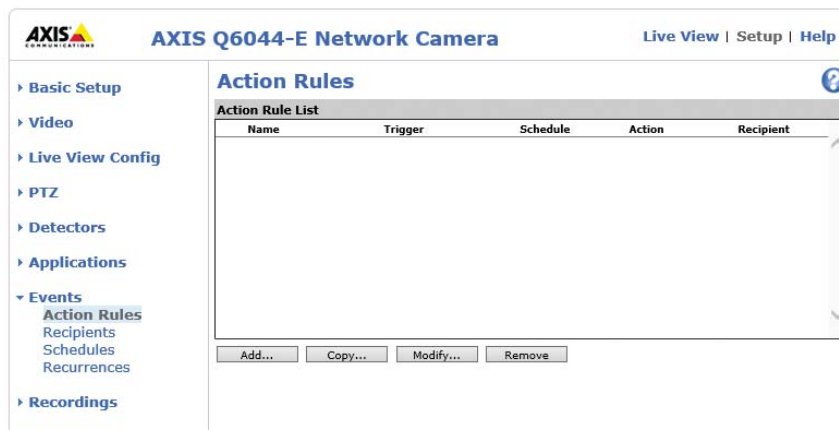 AXIS
COMMUNICATIONS
AXIS Q6044-E Network Camera
Live View | Setup | Help
Basic Setup
Video
Live View Config
PTZ
Detectors
Applications
Events
Action Rules
Recipients
Schedules
Recurrences
Recordings
Action Rules
?
Action Rule List
Name Trigger Schedule Action Recipient
Add... Copy... Modify... Remove